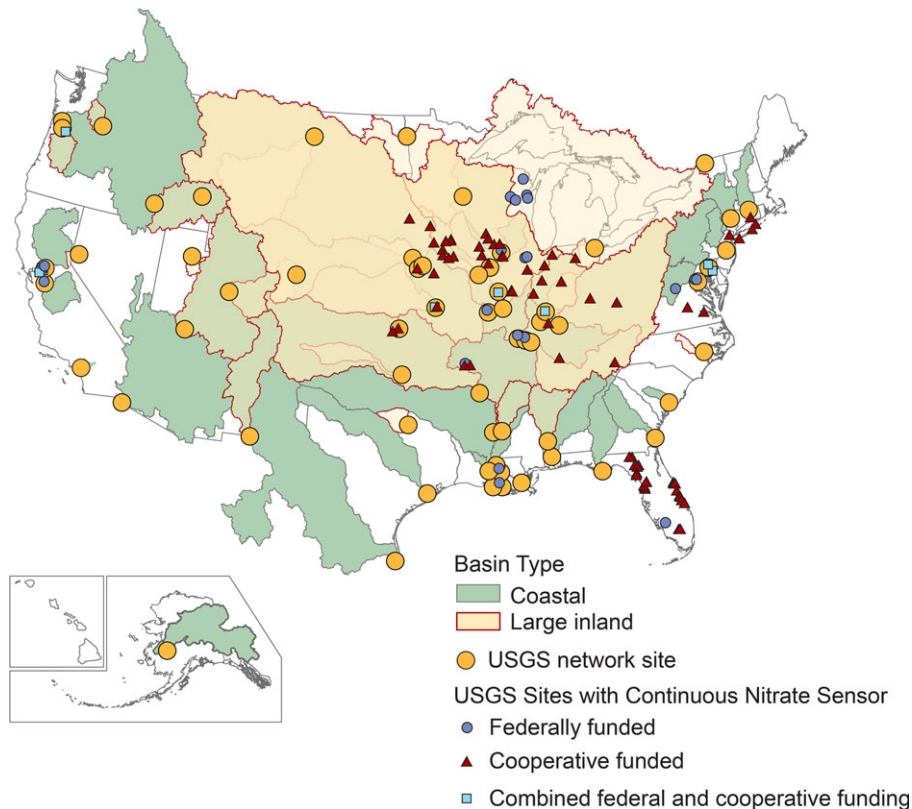 Basin Type
Coastal
Large inland
USGS network site
USGS Sites with Continuous Nitrate Sensor
Federally funded
Cooperative funded
Combined federal and cooperative funding